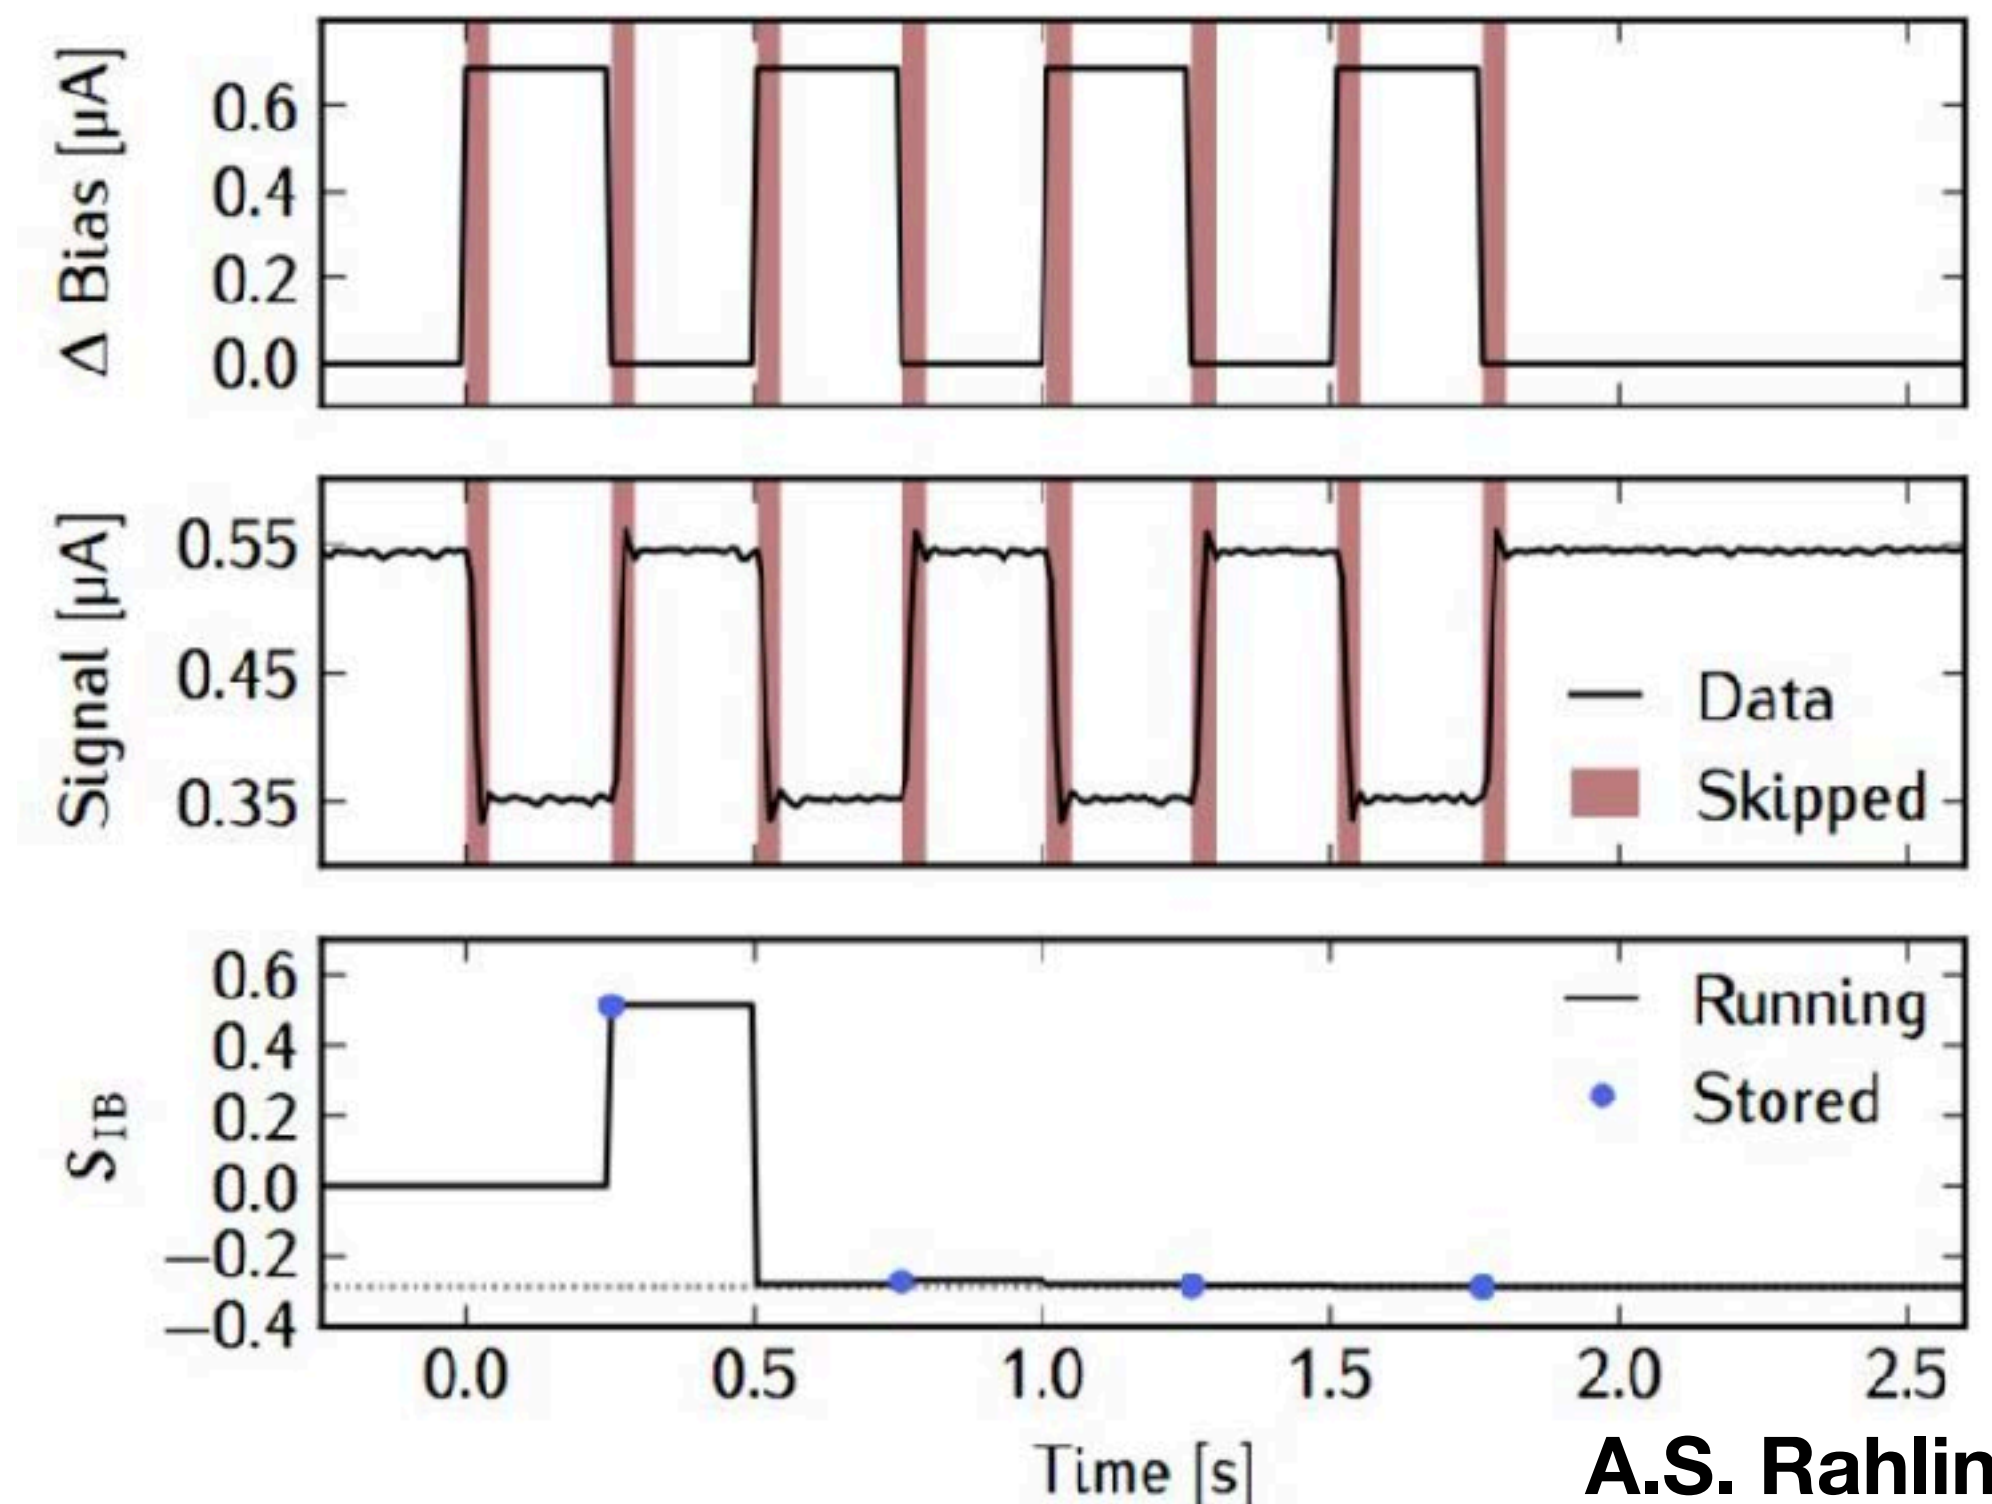 Δ Bias [μA]
0.6
0.4
0.2
0.0
Signal [μA]
0.55
0.45
0.35
Data
Skipped
S_IB
0.6
0.4
0.2
0.0
−0.2
−0.4
Running
Stored
0.0 0.5 1.0 1.5 2.0 2.5
Time [s]
A.S. Rahlin